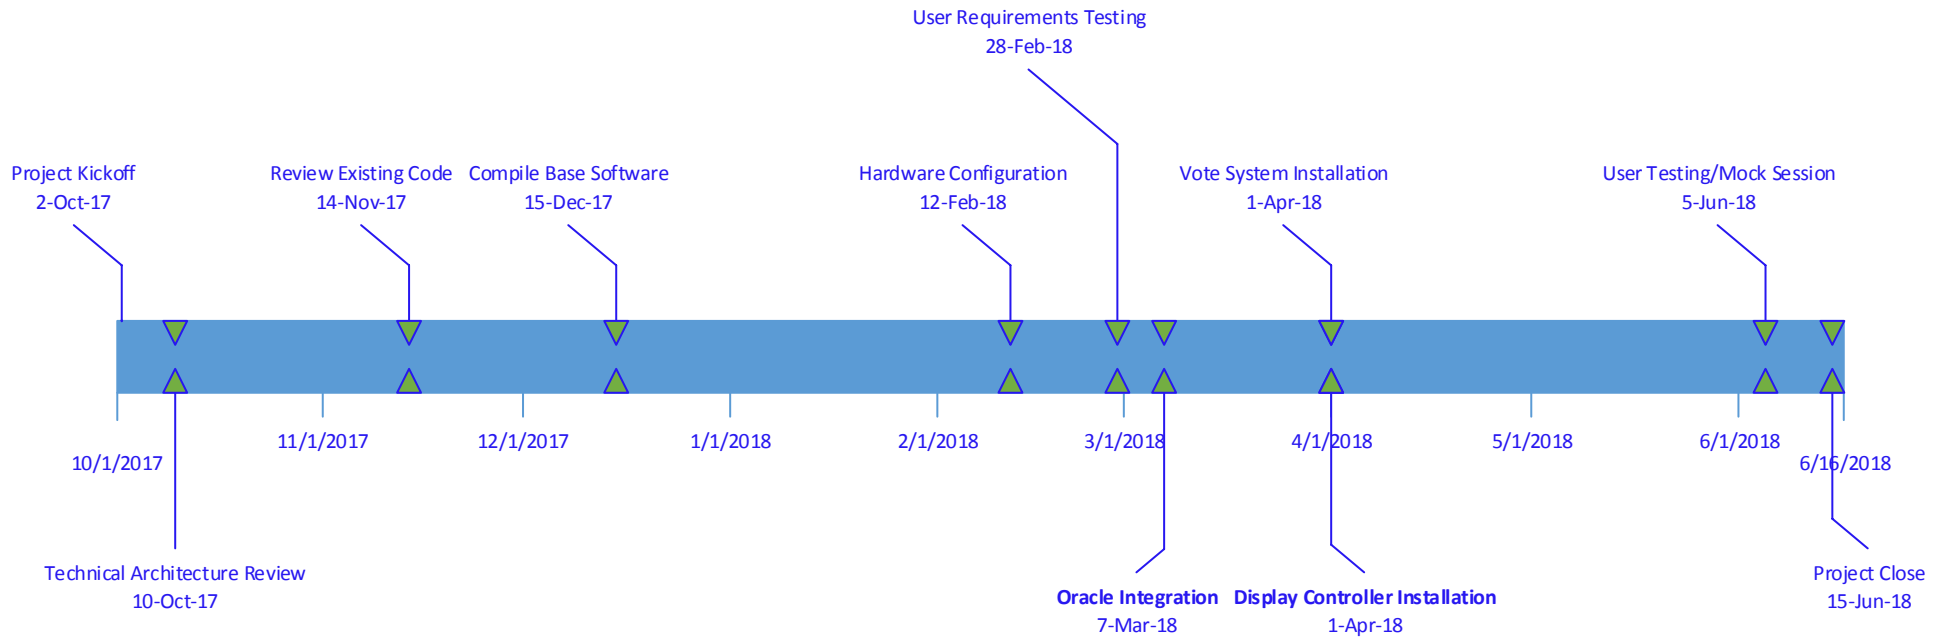 User Requirements Testing
28-Feb-18
Project Kickoff
2-Oct-17
Review Existing Code
14-Nov-17
Compile Base Software
15-Dec-17
Hardware Configuration
12-Feb-18
Vote System Installation
1-Apr-18
User Testing/Mock Session
5-Jun-18
10/1/2017
11/1/2017
12/1/2017
1/1/2018
2/1/2018
3/1/2018
4/1/2018
5/1/2018
6/1/2018
6/16/2018
Technical Architecture Review
10-Oct-17
Oracle Integration
7-Mar-18
Display Controller Installation
1-Apr-18
Project Close
15-Jun-18